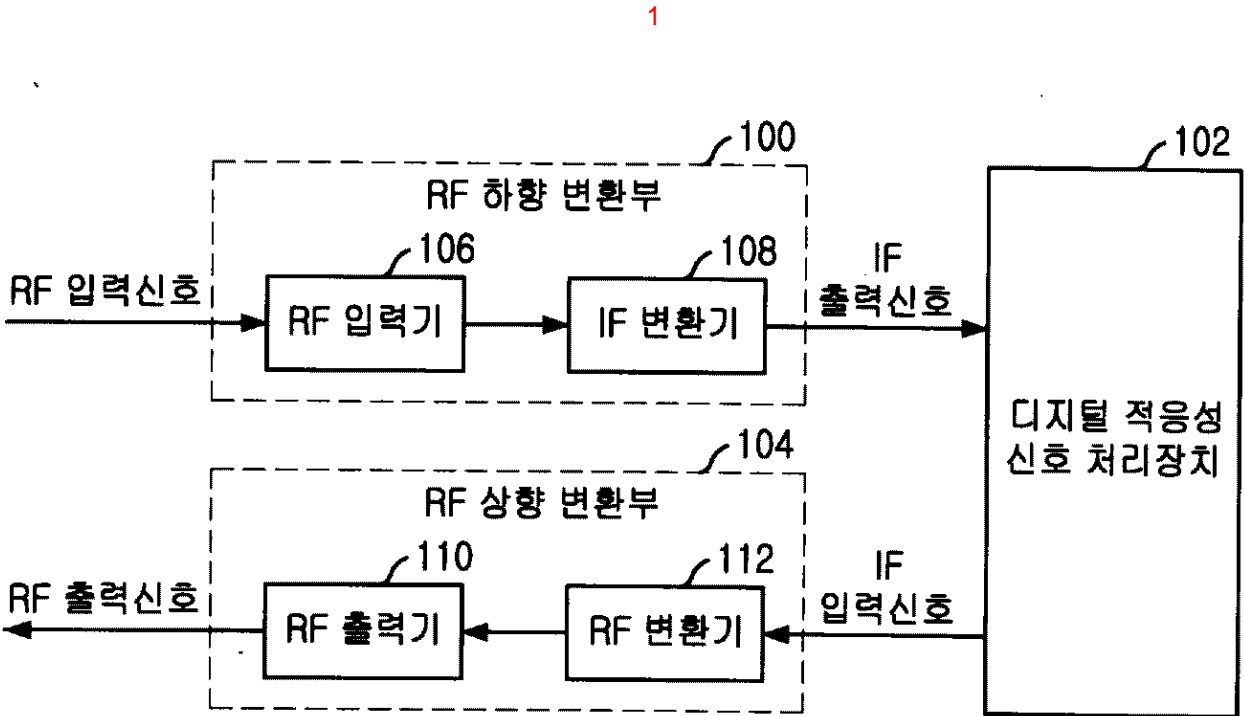 1
100
RF 하향 변환부
106
108
RF 입력신호
RF 입력기
IF 변환기
IF
출력신호
102
디지털 적응성
신호 처리장치
104
RF 상향 변환부
110
112
RF 출력신호
RF 출력기
RF 변환기
IF
입력신호